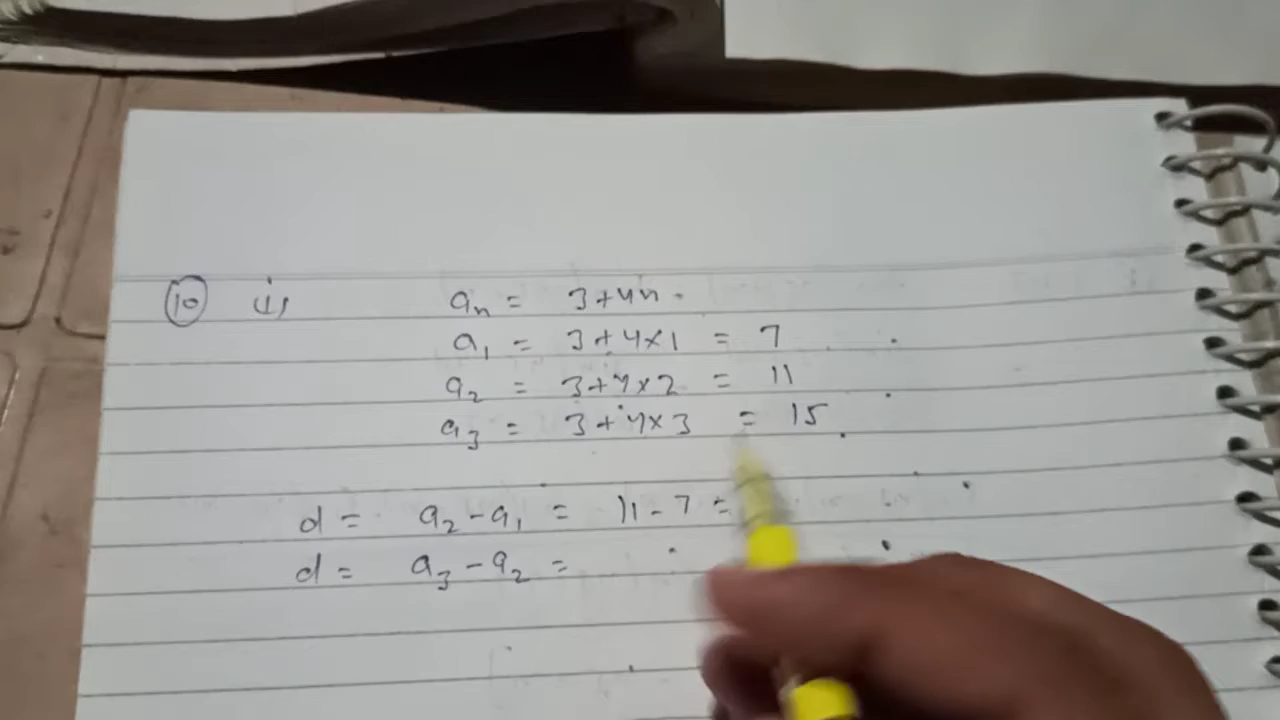 10 i) aₙ = 3+4n.
a₁ = 3+4×1 = 7
a₂ = 3+4×2 = 11
a₃ = 3+4×3 = 15
d = a₂-a₁ = 11-7 =
d = a₃-a₂ =